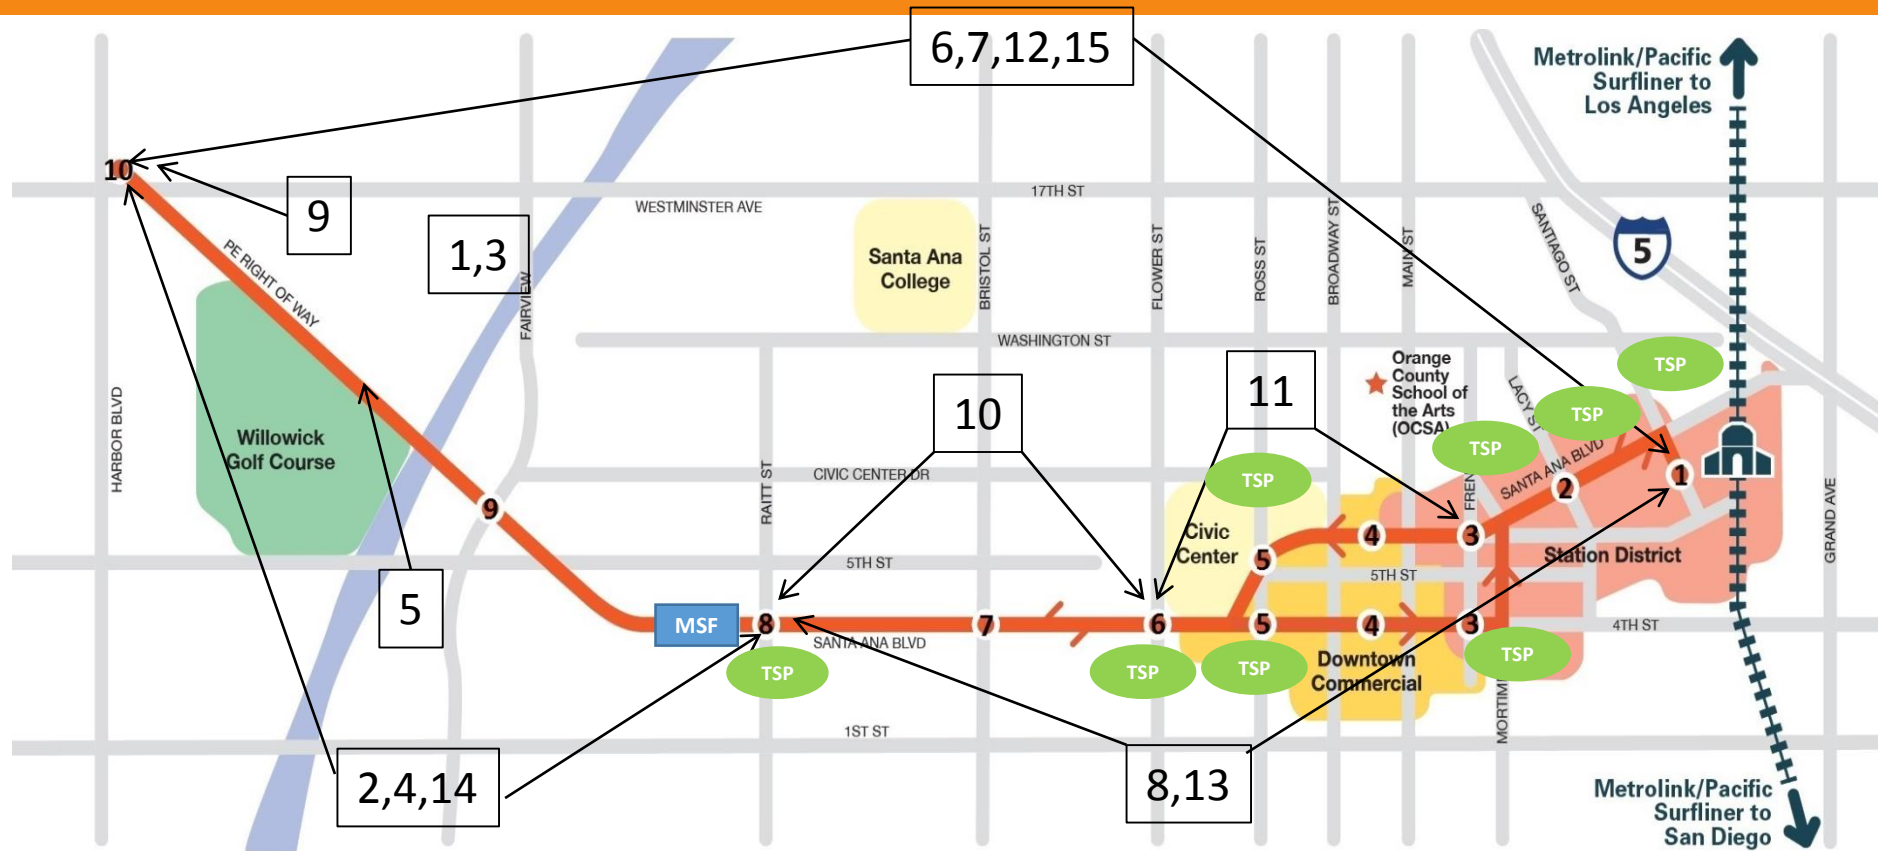 6,7,12,15
Metrolink/Pacific
Surfliner to
Los Angeles
10
9
1,3
17TH ST
WESTMINSTER AVE
PE RIGHT OF WAY
FAIRVIEW
Santa Ana
College
BRISTOL ST
FLOWER ST
ROSS ST
BROADWAY ST
MAIN ST
SANTIAGO ST
5
WASHINGTON ST
HARBOR BLVD
Willowick
Golf Course
10
11
Orange
County
School of
the Arts
(OCSA)
LACY ST
TSP
TSP
TSP
TSP
CIVIC CENTER DR
RAITT ST
FREN
SANTA ANA BLVD
9
2
1
GRAND AVE
Civic
Center
5
4
3
Station District
5TH ST
5TH ST
5
MSF
8
7
6
5
4
3
4TH ST
SANTA ANA BLVD
TSP
TSP
TSP
TSP
Downtown
Commercial
MORTIM
1ST ST
2,4,14
8,13
Metrolink/Pacific
Surfliner to
San Diego